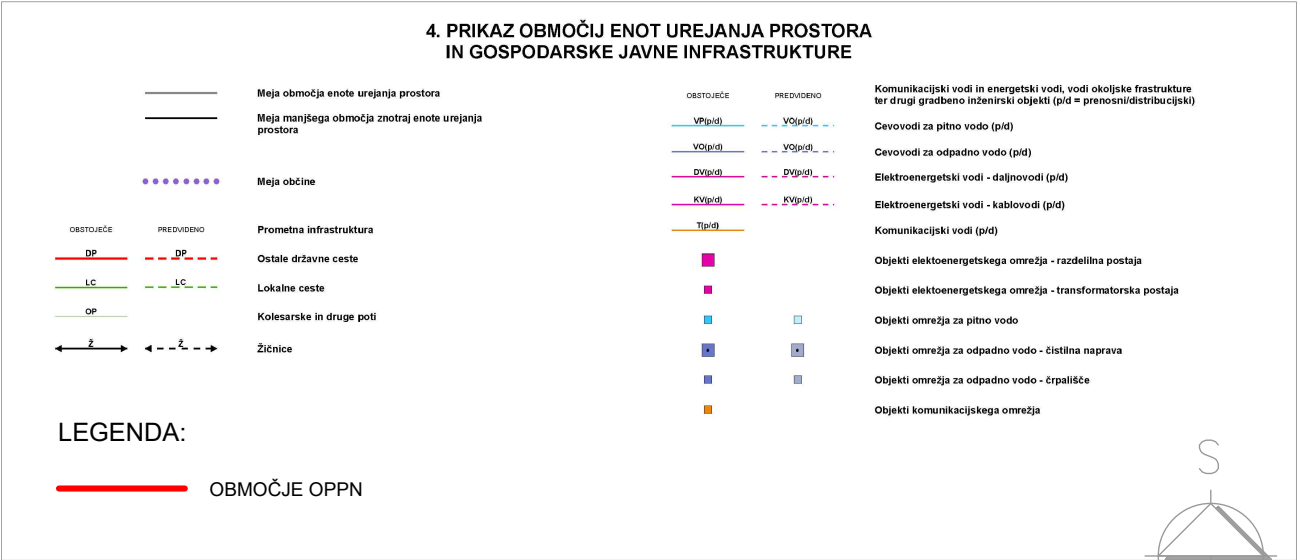 4. PRIKAZ OBMOČIJ ENOT UREJANJA PROSTORA
IN GOSPODARSKE JAVNE INFRASTRUKTURE
Meja območja enote urejanja prostora
Meja manjšega območja znotraj enote urejanja
prostora
Meja občine
OBSTOJEČE PREDVIDENO Prometna infrastruktura
DP DP Ostale državne ceste
LC LC Lokalne ceste
OP Kolesarske in druge poti
Ž Ž Žičnice
LEGENDA:
OBMOČJE OPPN
OBSTOJEČE PREDVIDENO Komunikacijski vodi in energetski vodi, vodi okoljske frastrukture
ter drugi gradbeno inženirski objekti (p/d = prenosni/distribucijski)
VP(p/d) VO(p/d) Cevovodi za pitno vodo (p/d)
VO(p/d) VO(p/d) Cevovodi za odpadno vodo (p/d)
DV(p/d) DV(p/d) Elektroenergetski vodi - daljnovodi (p/d)
KV(p/d) KV(p/d) Elektroenergetski vodi - kablovodi (p/d)
T(p/d) Komunikacijski vodi (p/d)
Objekti elektoenergetskega omrežja - razdelilna postaja
Objekti elektoenergetskega omrežja - transformatorska postaja
Objekti omrežja za pitno vodo
Objekti omrežja za odpadno vodo - čistilna naprava
Objekti omrežja za odpadno vodo - črpališče
Objekti komunikacijskega omrežja
S